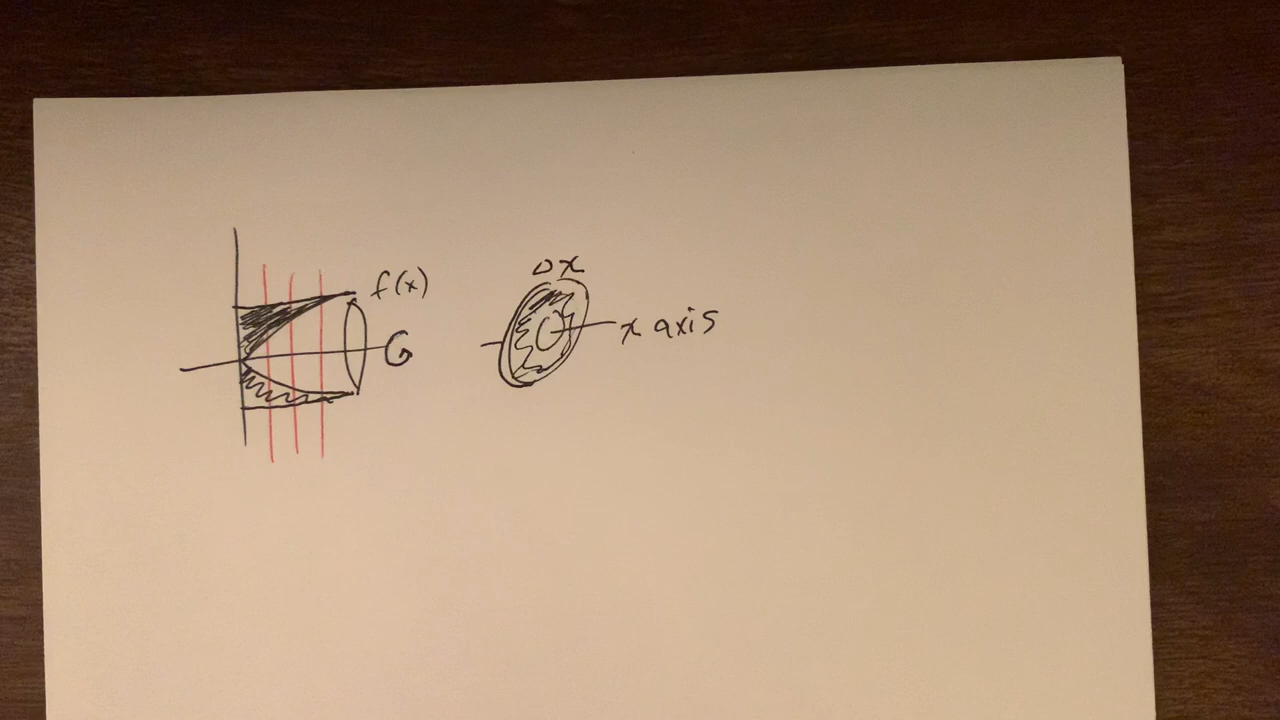 f(x)
Δx
x axis